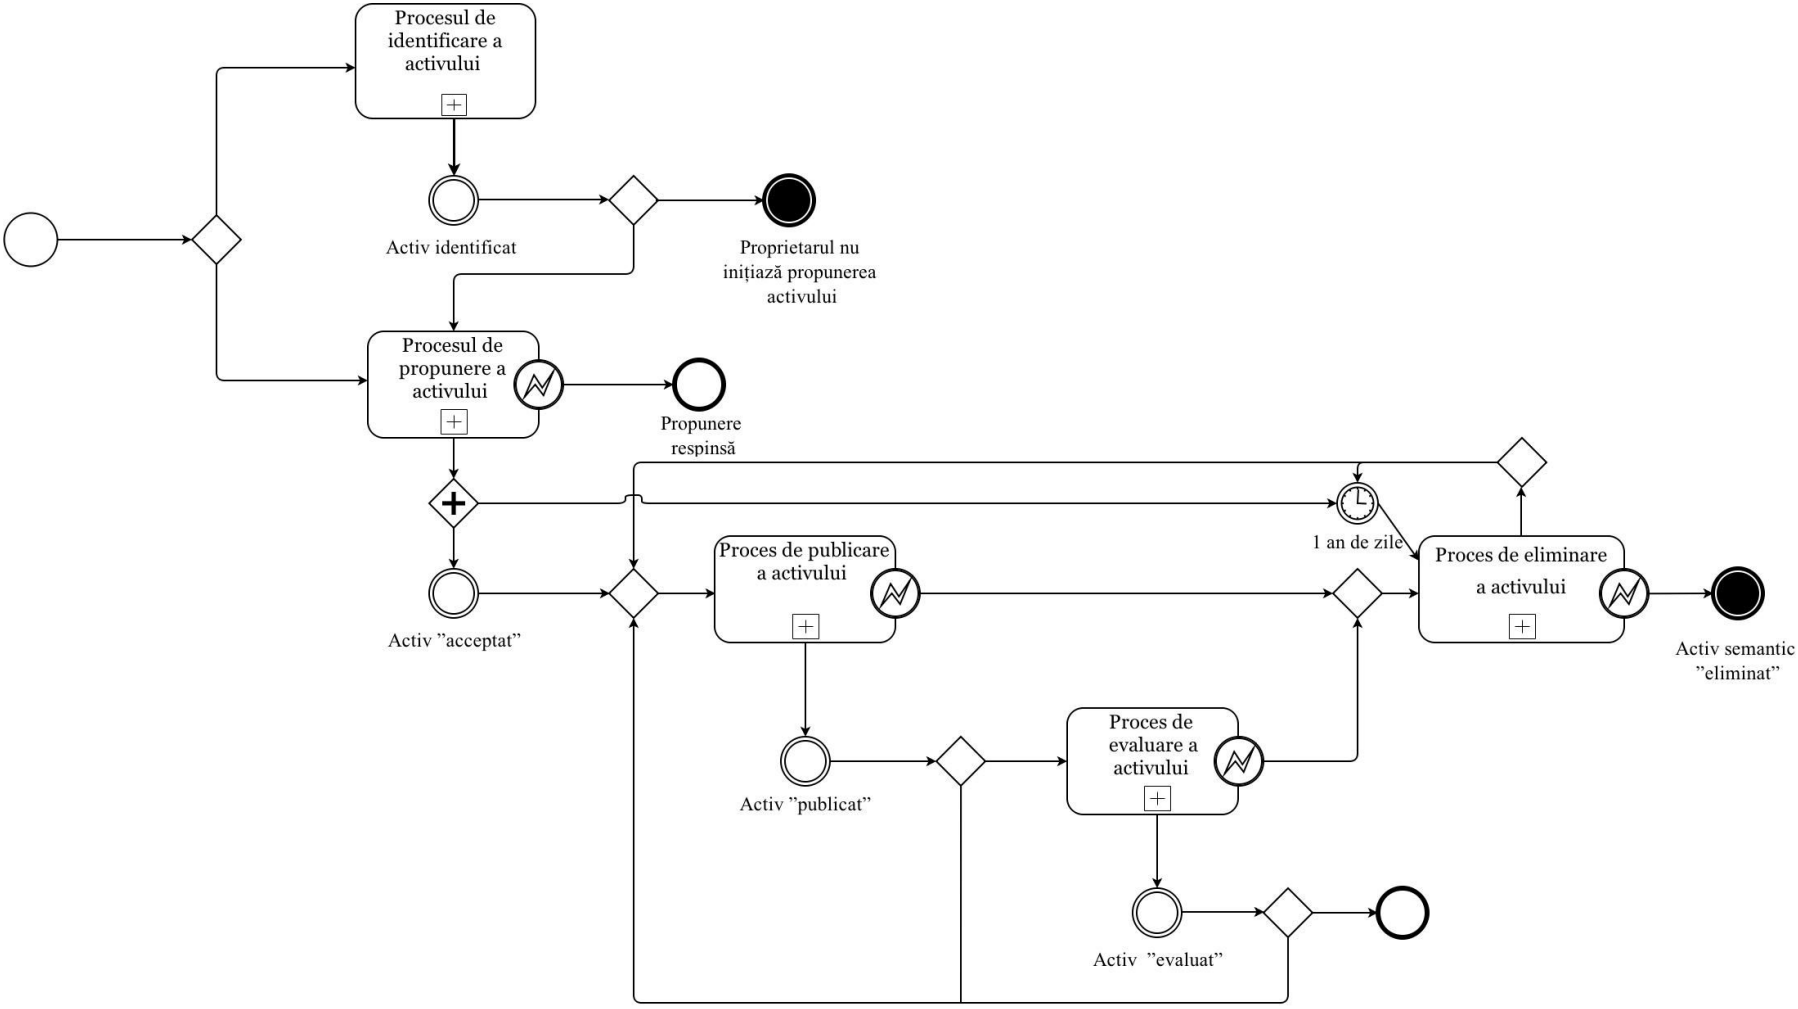 Procesul de
identificare a
activului
Activ identificat
Proprietarul nu
inițiază propunerea
activului
Procesul de
propunere a
activului
Propunere
respinsă
1 an de zile
Proces de publicare
a activului
Proces de eliminare
a activului
Activ ”acceptat”
Activ semantic
”eliminat”
Proces de
evaluare a
activului
Activ ”publicat”
Activ ”evaluat”